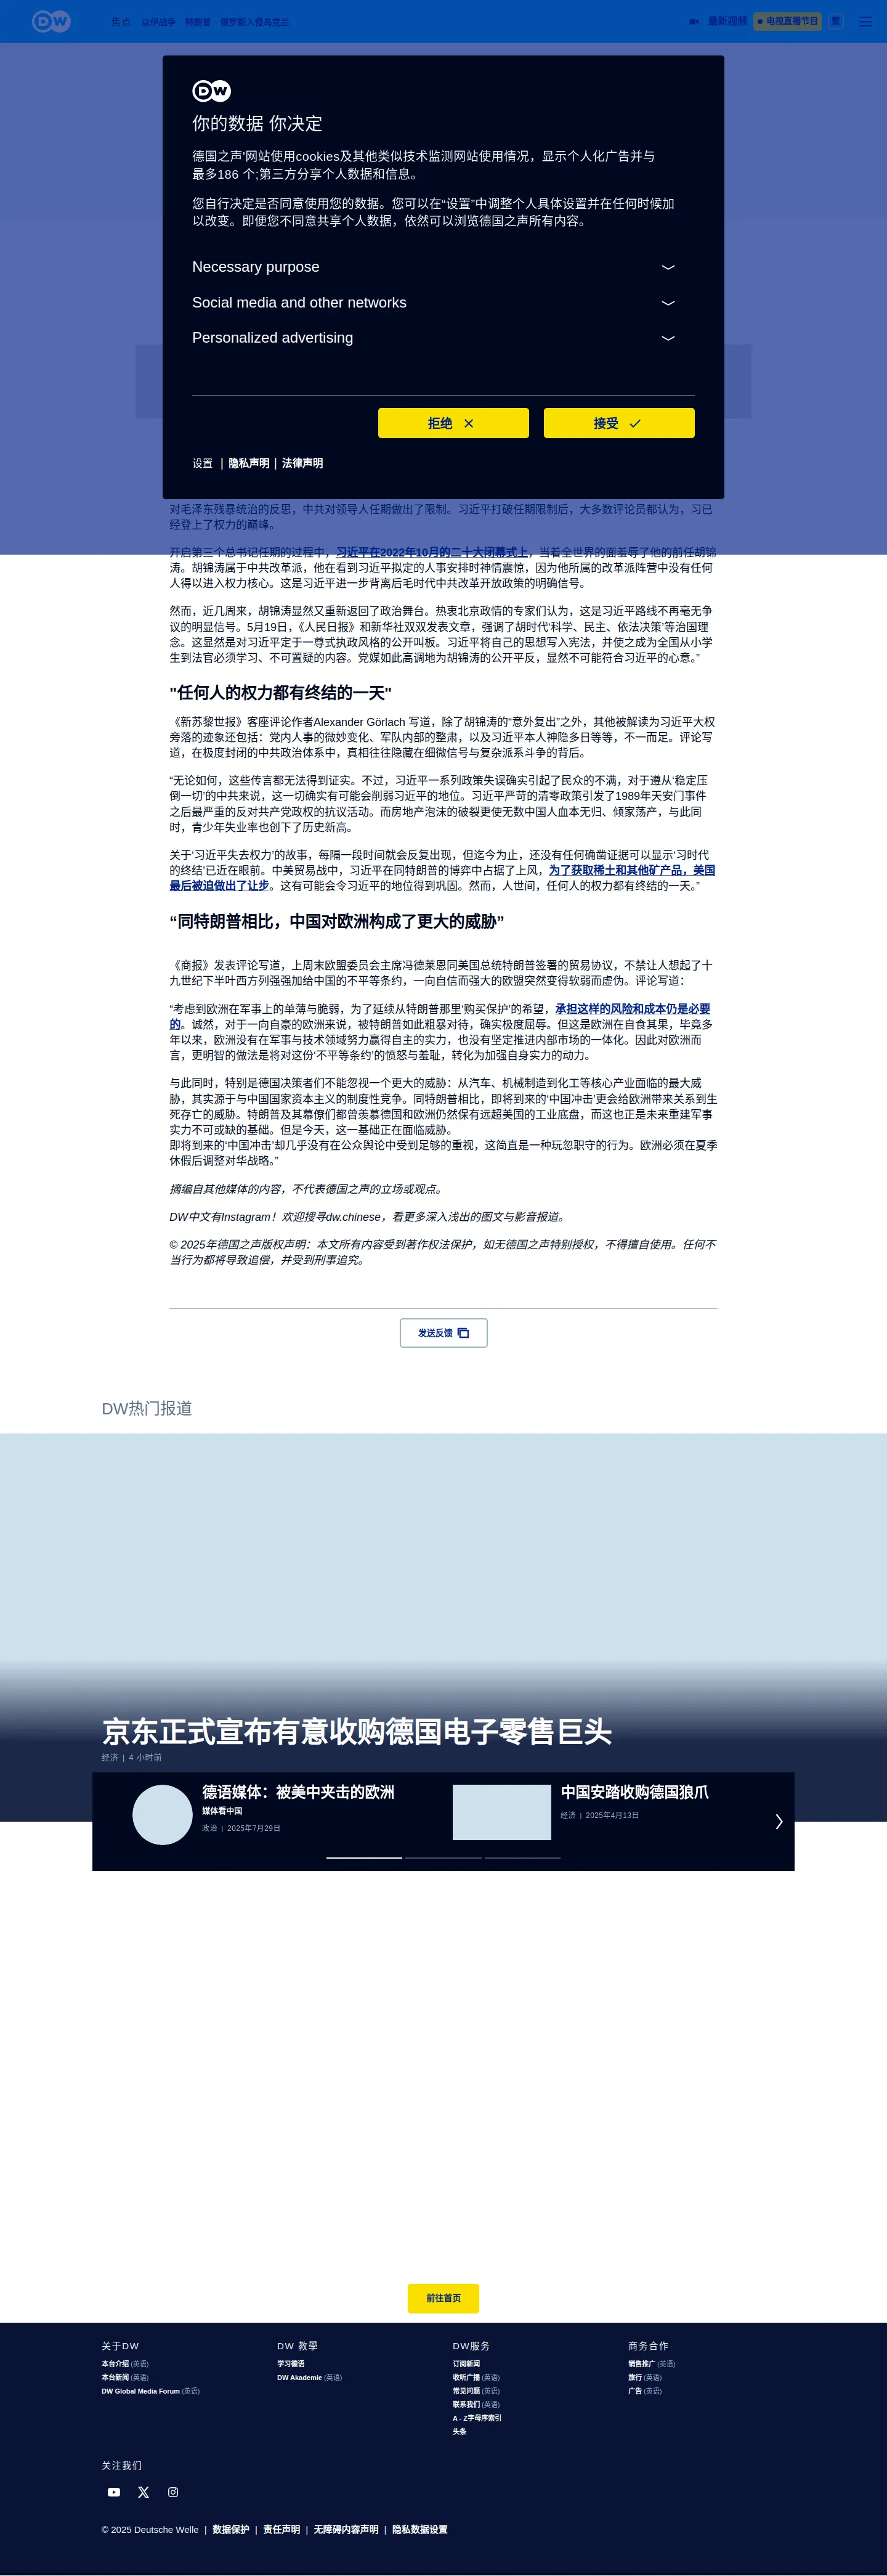 DW
焦点 以伊战争 特朗普 俄罗斯入侵乌克兰
最新视频 电视直播节目 繁
DW
你的数据 你决定
德国之声'网站使用cookies及其他类似技术监测网站使用情况，显示个人化广告并与
最多186 个;第三方分享个人数据和信息。
您自行决定是否同意使用您的数据。您可以在“设置”中调整个人具体设置并在任何时候加
以改变。即便您不同意共享个人数据，依然可以浏览德国之声所有内容。
Necessary purpose
Social media and other networks
Personalized advertising
拒绝
接受
设置 | 隐私声明 | 法律声明
对毛泽东残暴统治的反思，中共对领导人任期做出了限制。习近平打破任期限制后，大多数评论员都认为，习已
经登上了权力的巅峰。
开启第三个总书记任期的过程中，习近平在2022年10月的二十大闭幕式上，当着全世界的面羞辱了他的前任胡锦
涛。胡锦涛属于中共改革派，他在看到习近平拟定的人事安排时神情震惊，因为他所属的改革派阵营中没有任何
人得以进入权力核心。这是习近平进一步背离后毛时代中共改革开放政策的明确信号。
然而，近几周来，胡锦涛显然又重新返回了政治舞台。热衷北京政情的专家们认为，这是习近平路线不再毫无争
议的明显信号。5月19日，《人民日报》和新华社双双发表文章，强调了胡时代‘科学、民主、依法决策’等治国理
念。这显然是对习近平定于一尊式执政风格的公开叫板。习近平将自己的思想写入宪法，并使之成为全国从小学
生到法官必须学习、不可置疑的内容。党媒如此高调地为胡锦涛的公开平反，显然不可能符合习近平的心意。”
"任何人的权力都有终结的一天"
《新苏黎世报》客座评论作者Alexander Görlach 写道，除了胡锦涛的“意外复出”之外，其他被解读为习近平大权
旁落的迹象还包括：党内人事的微妙变化、军队内部的整肃，以及习近平本人神隐多日等等，不一而足。评论写
道，在极度封闭的中共政治体系中，真相往往隐藏在细微信号与复杂派系斗争的背后。
“无论如何，这些传言都无法得到证实。不过，习近平一系列政策失误确实引起了民众的不满，对于遵从‘稳定压
倒一切’的中共来说，这一切确实有可能会削弱习近平的地位。习近平严苛的清零政策引发了1989年天安门事件
之后最严重的反对共产党政权的抗议活动。而房地产泡沫的破裂更使无数中国人血本无归、倾家荡产，与此同
时，青少年失业率也创下了历史新高。
关于‘习近平失去权力’的故事，每隔一段时间就会反复出现，但迄今为止，还没有任何确凿证据可以显示‘习时代
的终结’已近在眼前。中美贸易战中，习近平在同特朗普的博弈中占据了上风，为了获取稀土和其他矿产品，美国
最后被迫做出了让步。这有可能会令习近平的地位得到巩固。然而，人世间，任何人的权力都有终结的一天。”
“同特朗普相比，中国对欧洲构成了更大的威胁”
《商报》发表评论写道，上周末欧盟委员会主席冯德莱恩同美国总统特朗普签署的贸易协议，不禁让人想起了十
九世纪下半叶西方列强强加给中国的不平等条约，一向自信而强大的欧盟突然变得软弱而虚伪。评论写道：
“考虑到欧洲在军事上的单薄与脆弱，为了延续从特朗普那里‘购买保护’的希望，承担这样的风险和成本仍是必要
的。诚然，对于一向自豪的欧洲来说，被特朗普如此粗暴对待，确实极度屈辱。但这是欧洲在自食其果，毕竟多
年以来，欧洲没有在军事与技术领域努力赢得自主的实力，也没有坚定推进内部市场的一体化。因此对欧洲而
言，更明智的做法是将对这份‘不平等条约’的愤怒与羞耻，转化为加强自身实力的动力。
与此同时，特别是德国决策者们不能忽视一个更大的威胁：从汽车、机械制造到化工等核心产业面临的最大威
胁，其实源于与中国国家资本主义的制度性竞争。同特朗普相比，即将到来的‘中国冲击’更会给欧洲带来关系到生
死存亡的威胁。特朗普及其幕僚们都曾羡慕德国和欧洲仍然保有远超美国的工业底盘，而这也正是未来重建军事
实力不可或缺的基础。但是今天，这一基础正在面临威胁。
即将到来的‘中国冲击’却几乎没有在公众舆论中受到足够的重视，这简直是一种玩忽职守的行为。欧洲必须在夏季
休假后调整对华战略。”
摘编自其他媒体的内容，不代表德国之声的立场或观点。
DW中文有Instagram！欢迎搜寻dw.chinese，看更多深入浅出的图文与影音报道。
© 2025年德国之声版权声明：本文所有内容受到著作权法保护，如无德国之声特别授权，不得擅自使用。任何不
当行为都将导致追偿，并受到刑事追究。
发送反馈
DW热门报道
京东正式宣布有意收购德国电子零售巨头
经济 | 4 小时前
德语媒体：被美中夹击的欧洲
媒体看中国
政治 | 2025年7月29日
中国安踏收购德国狼爪
经济 | 2025年4月13日
前往首页
关于DW
本台介绍 (英语)
本台新闻 (英语)
DW Global Media Forum (英语)
DW 教學
学习德语
DW Akademie (英语)
DW服务
订阅新闻
收听广播 (英语)
常见问题 (英语)
联系我们 (英语)
A - Z字母序索引
头条
商务合作
销售推广 (英语)
旅行 (英语)
广告 (英语)
关注我们
© 2025 Deutsche Welle | 数据保护 | 责任声明 | 无障碍内容声明 | 隐私数据设置